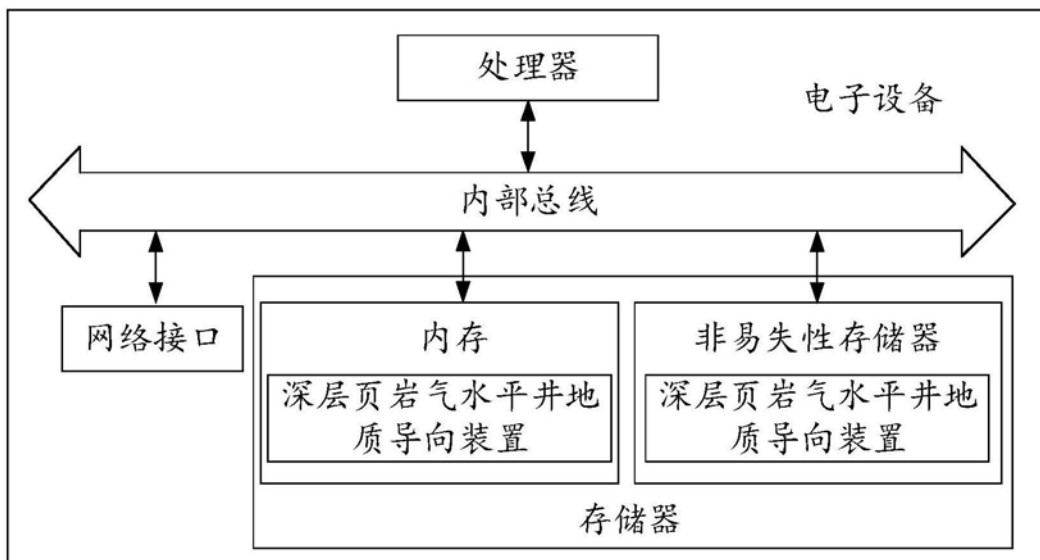 处理器
电子设备
内部总线
网络接口
内存
深层页岩气水平井地
质导向装置
非易失性存储器
深层页岩气水平井地
质导向装置
存储器